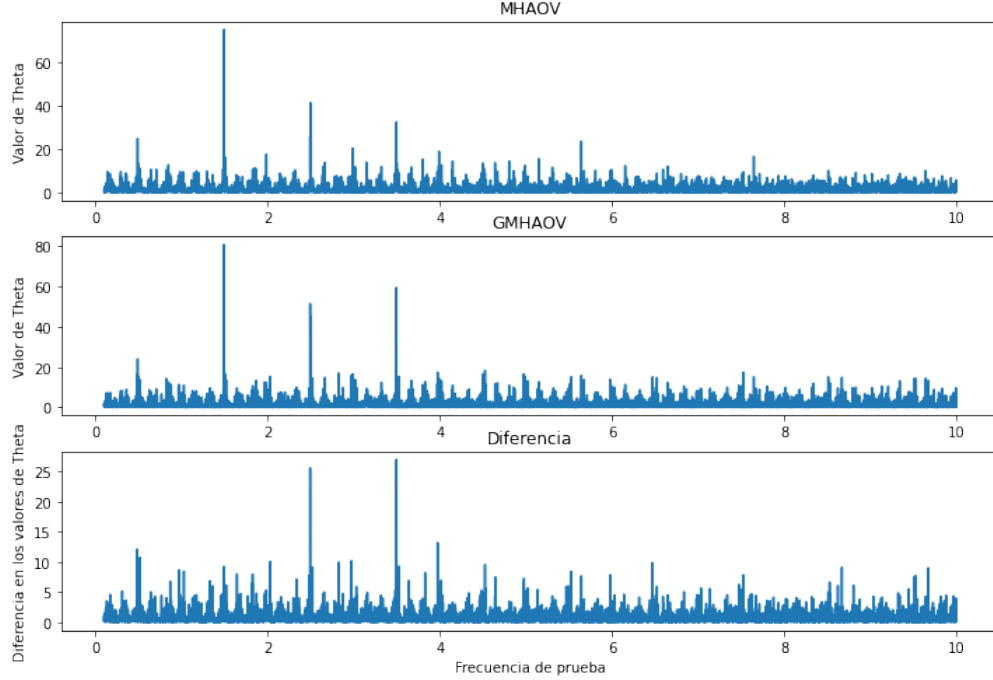 MHAOV
Valor de Theta
60
40
20
0
0 2 4 6 8 10
GMHAOV
Valor de Theta
80
60
40
20
0
0 2 4 6 8 10
Diferencia
Diferencia en los valores de Theta
25
20
15
10
5
0
0 2 4 6 8 10
Frecuencia de prueba